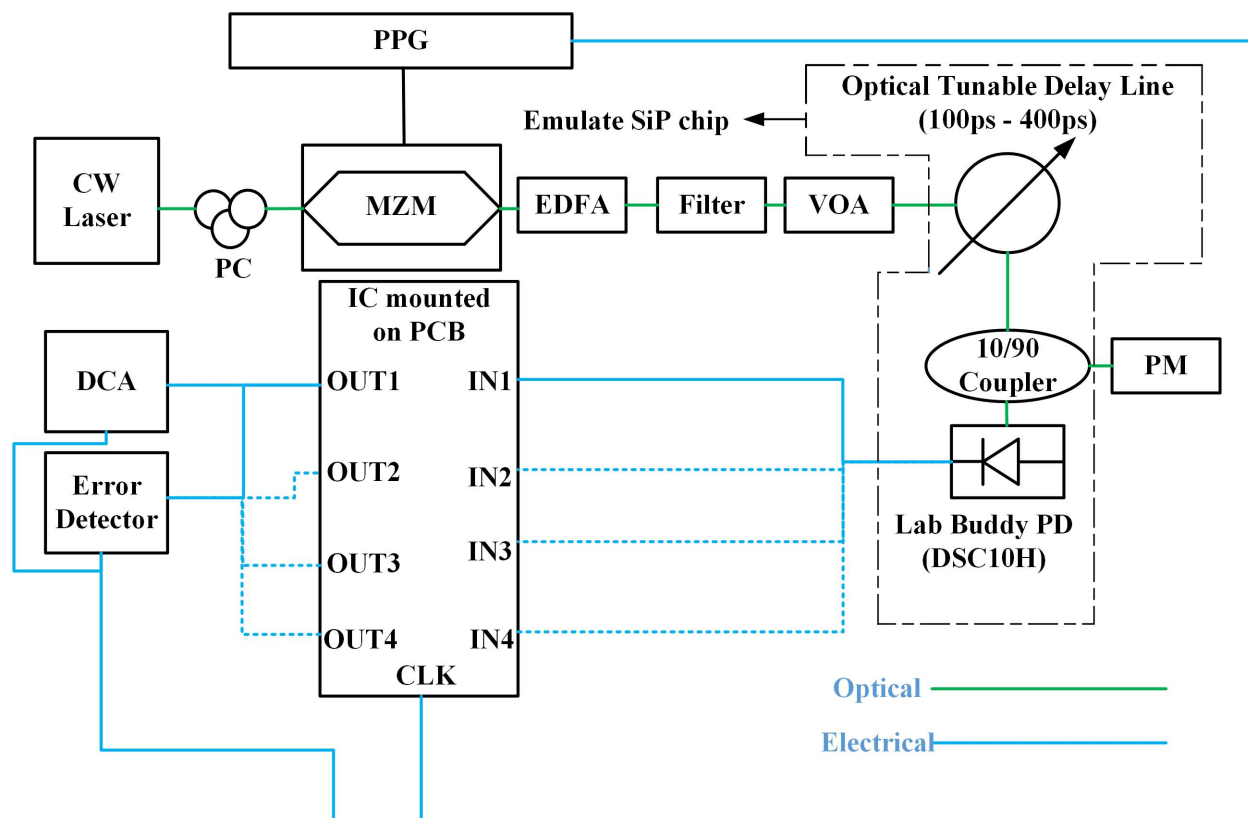 PPG
Optical Tunable Delay Line
(100ps - 400ps)
Emulate SiP chip
CW
Laser
PC
MZM
EDFA
Filter
VOA
IC mounted
on PCB
10/90
Coupler
PM
DCA
OUT1
IN1
Error
Detector
OUT2
IN2
Lab Buddy PD
(DSC10H)
OUT3
IN3
OUT4
IN4
CLK
Optical
Electrical